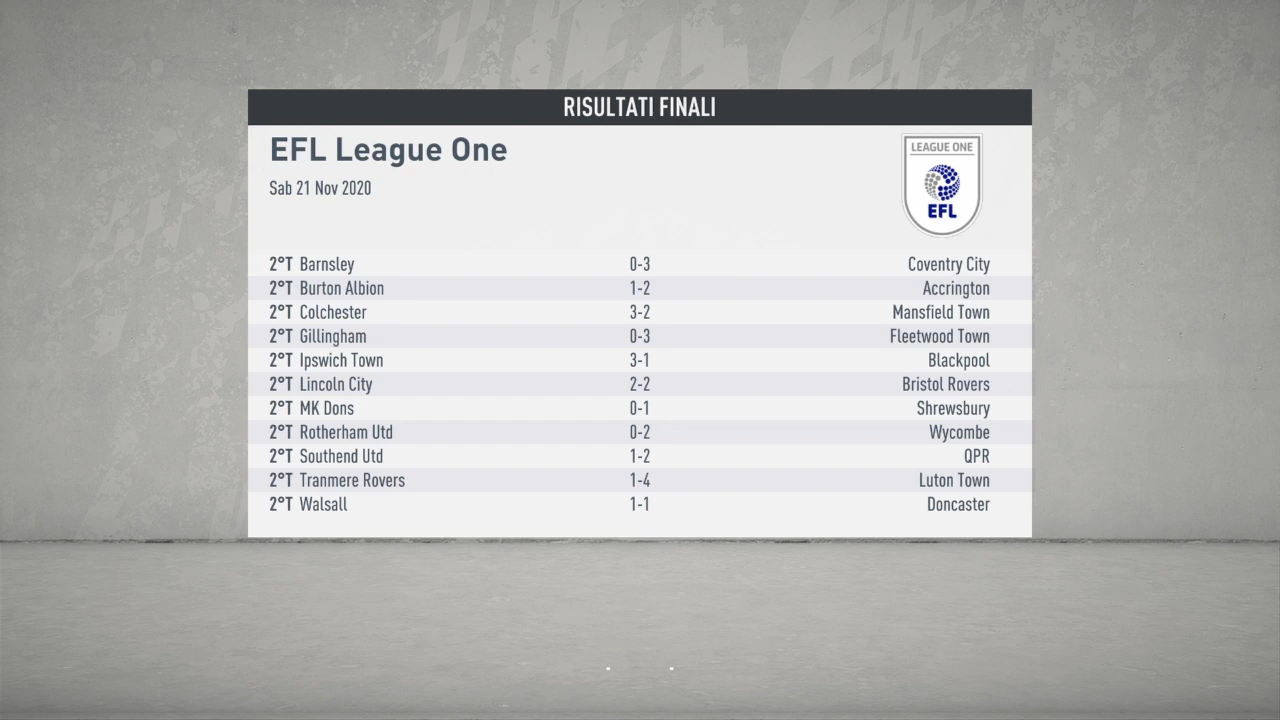 RISULTATI FINALI
EFL League One
LEAGUE ONE
EFL
Sab 21 Nov 2020
2°T Barnsley 0-3 Coventry City
2°T Burton Albion 1-2 Accrington
2°T Colchester 3-2 Mansfield Town
2°T Gillingham 0-3 Fleetwood Town
2°T Ipswich Town 3-1 Blackpool
2°T Lincoln City 2-2 Bristol Rovers
2°T MK Dons 0-1 Shrewsbury
2°T Rotherham Utd 0-2 Wycombe
2°T Southend Utd 1-2 QPR
2°T Tranmere Rovers 1-4 Luton Town
2°T Walsall 1-1 Doncaster